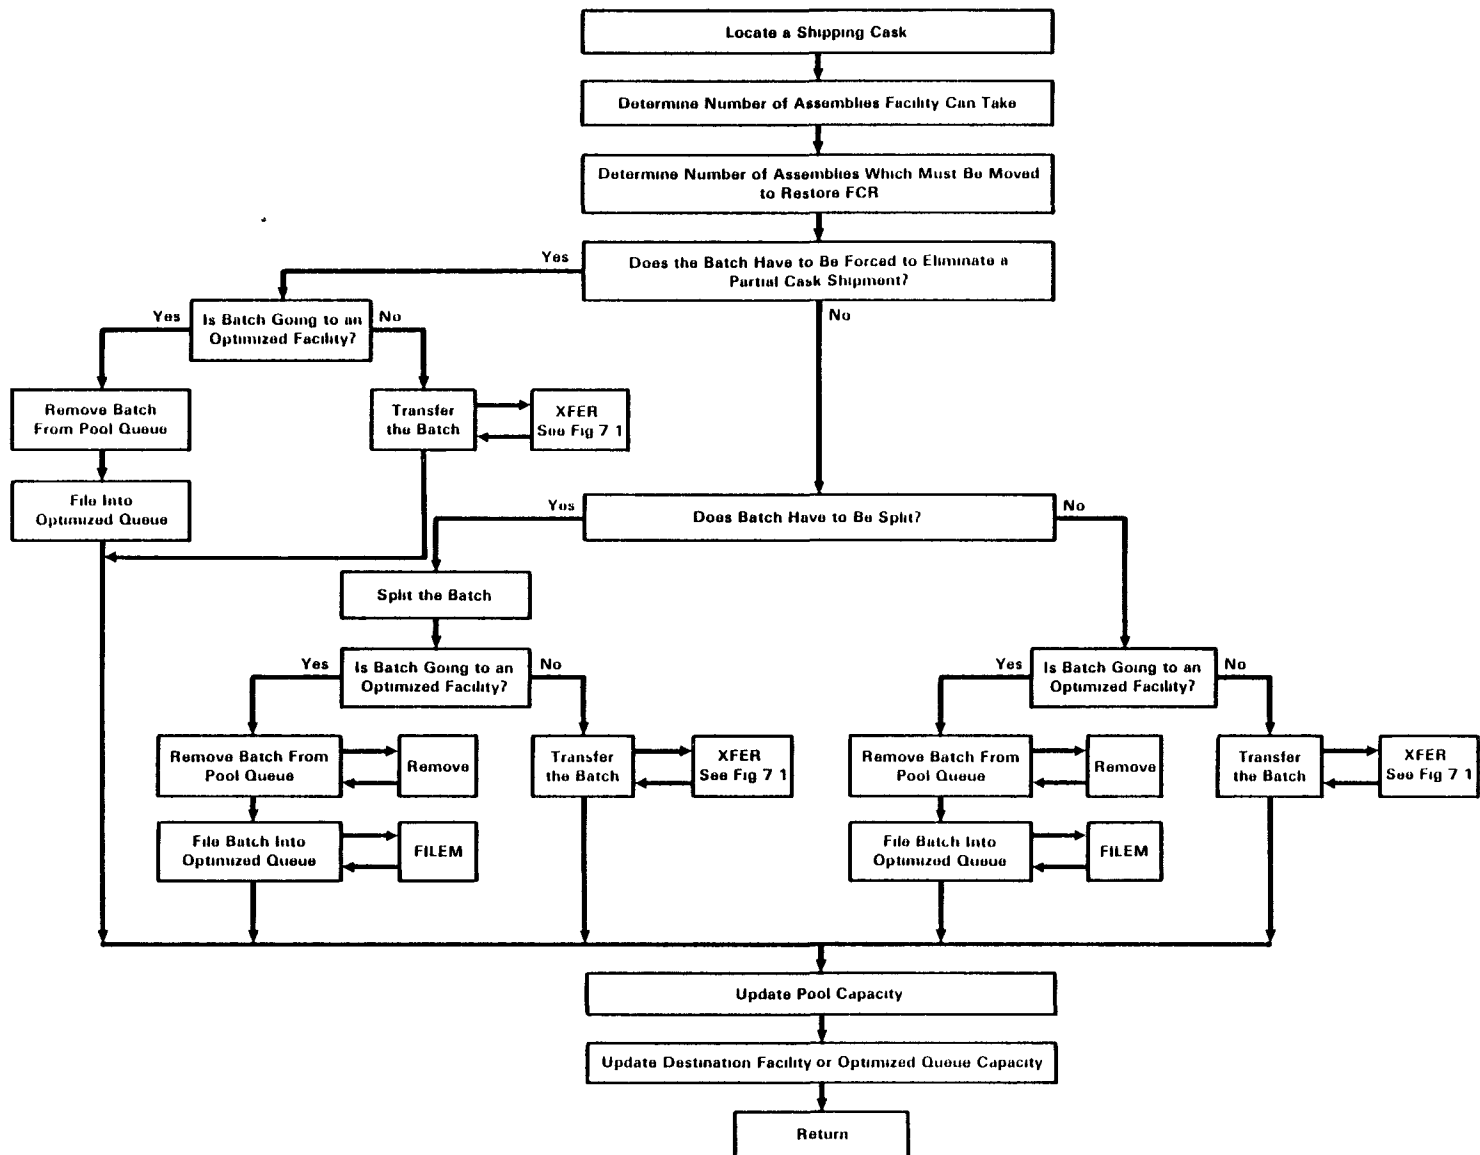 Locate a Shipping Cask
Determine Number of Assemblies Facility Can Take
Determine Number of Assemblies Which Must Be Moved
to Restore FCR
Yes
Does the Batch Have to Be Forced to Eliminate a
Partial Cask Shipment?
No
Yes
Is Batch Going to an
Optimized Facility?
No
Remove Batch
From Pool Queue
Transfer
the Batch
XFER
See Fig 7 1
File Into
Optimized Queue
Yes
Does Batch Have to Be Split?
No
Split the Batch
Yes
Is Batch Going to an
Optimized Facility?
No
Yes
Is Batch Going to an
Optimized Facility?
No
Remove Batch From
Pool Queue
Remove
Transfer
the Batch
XFER
See Fig 7 1
Remove Batch From
Pool Queue
Remove
Transfer
the Batch
XFER
See Fig 7 1
File Batch Into
Optimized Queue
FILEM
File Batch Into
Optimized Queue
FILEM
Update Pool Capacity
Update Destination Facility or Optimized Queue Capacity
Return